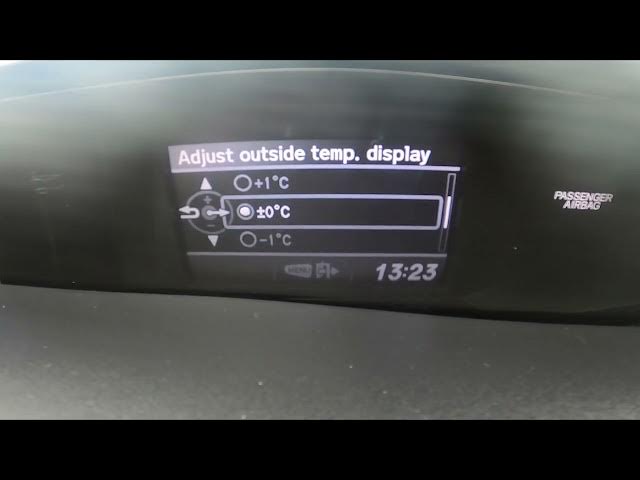 Adjust outside temp. display
+1°C
±0°C
-1°C
MENU
13:23
PASSENGER
AIRBAG